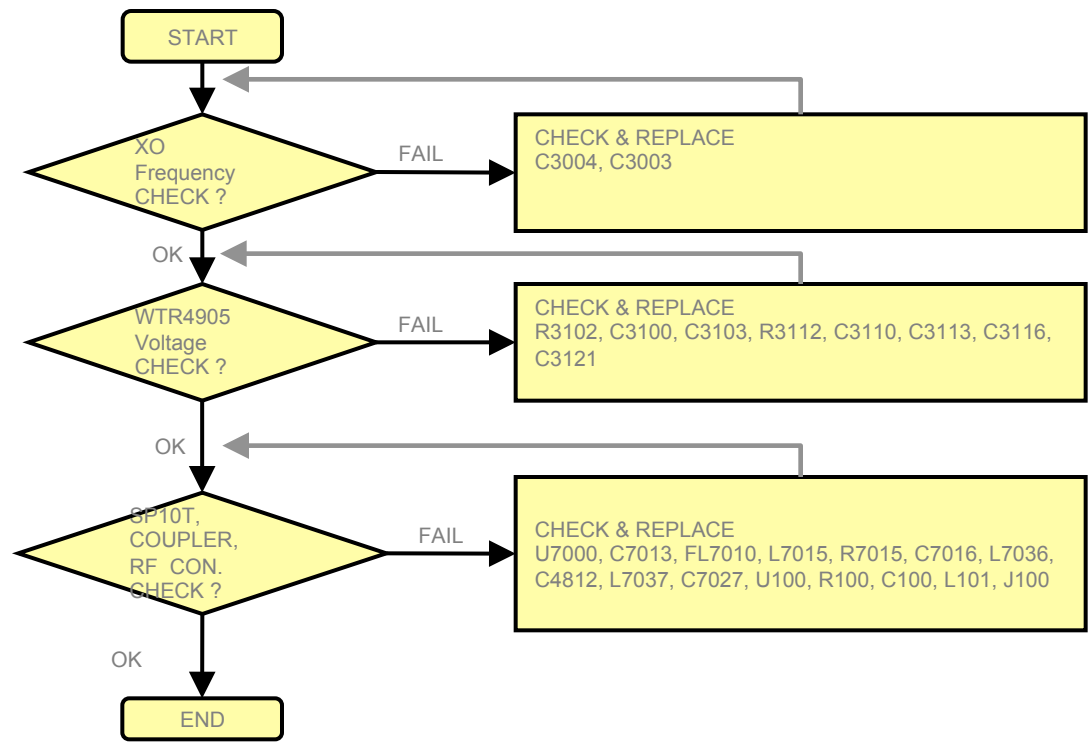 START
XO
Frequency
CHECK ?
FAIL
CHECK & REPLACE
C3004, C3003
OK
WTR4905
Voltage
CHECK ?
FAIL
CHECK & REPLACE
R3102, C3100, C3103, R3112, C3110, C3113, C3116,
C3121
OK
SP10T,
COUPLER,
RF CON.
CHECK ?
FAIL
CHECK & REPLACE
U7000, C7013, FL7010, L7015, R7015, C7016, L7036,
C4812, L7037, C7027, U100, R100, C100, L101, J100
OK
END